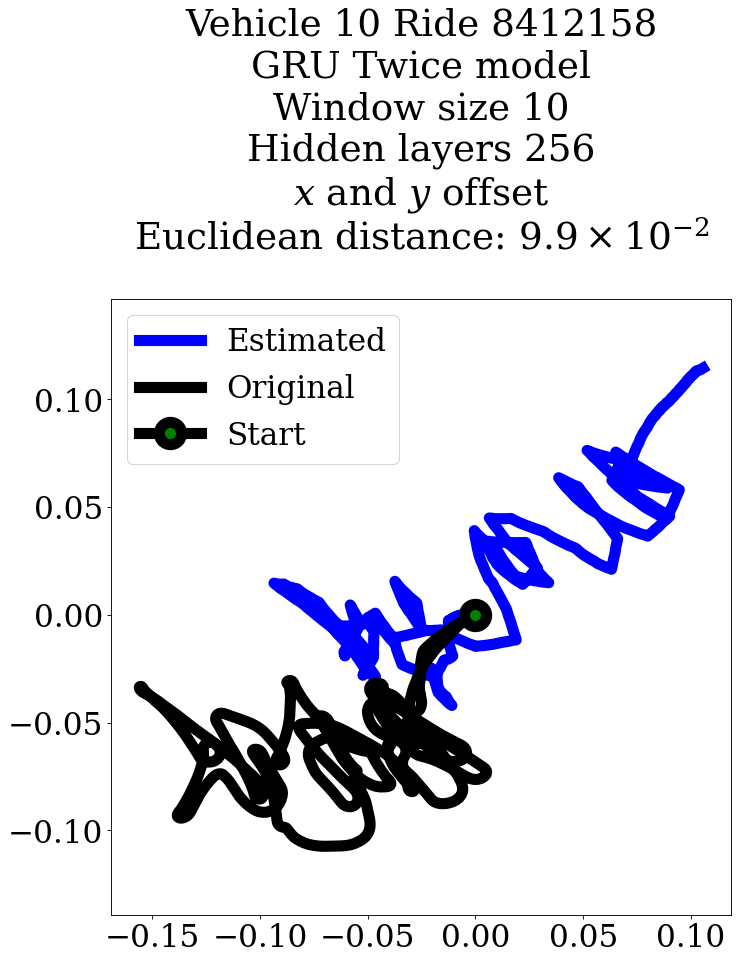 Vehicle 10 Ride 8412158
GRU Twice model
Window size 10
Hidden layers 256
x and y offset
Euclidean distance: 9.9 × 10⁻²
Estimated
Original
Start
0.10
0.05
0.00
−0.05
−0.10
−0.15 −0.10 −0.05 0.00 0.05 0.10